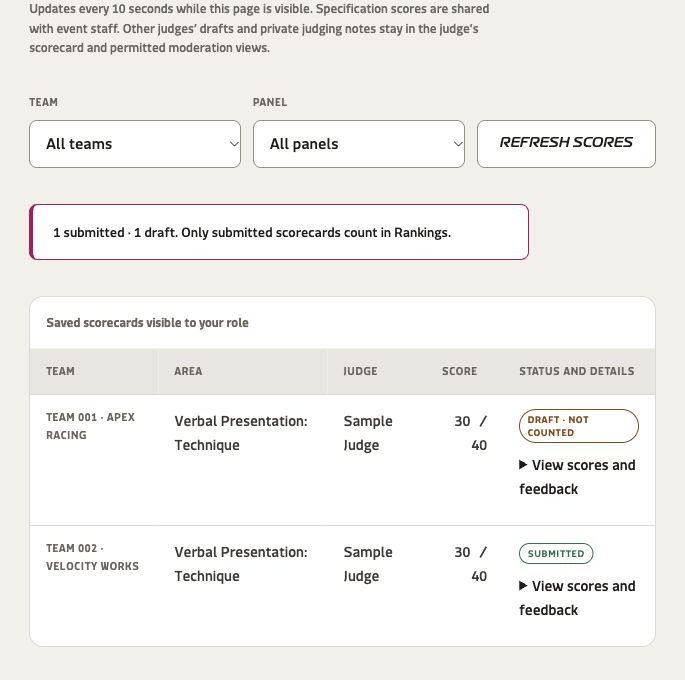 Updates every 10 seconds while this page is visible. Specification scores are shared
with event staff. Other judges’ drafts and private judging notes stay in the judge’s
scorecard and permitted moderation views.
TEAM PANEL
All teams All panels REFRESH SCORES
1 submitted · 1 draft. Only submitted scorecards count in Rankings.
Saved scorecards visible to your role
TEAM AREA JUDGE SCORE STATUS AND DETAILS
TEAM 001 · APEX
RACING
Verbal Presentation:
Technique
Sample
Judge
30 /
40
DRAFT · NOT
COUNTED
▶ View scores and
feedback
TEAM 002 ·
VELOCITY WORKS
Verbal Presentation:
Technique
Sample
Judge
30 /
40
SUBMITTED
▶ View scores and
feedback